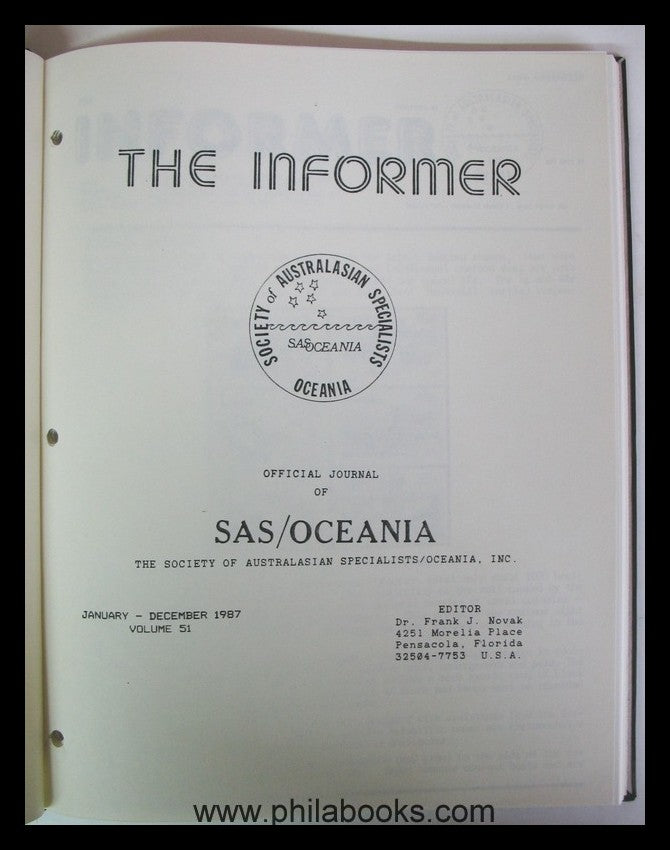 THE INFORMER
SOCIETY of AUSTRALASIAN SPECIALISTS
SAS/OCEANIA
OCEANIA
OFFICIAL JOURNAL
OF
SAS/OCEANIA
THE SOCIETY OF AUSTRALASIAN SPECIALISTS/OCEANIA, INC.
JANUARY - DECEMBER 1987
VOLUME 51
EDITOR
Dr. Frank J. Novak
4251 Morelia Place
Pensacola, Florida
32504-7753 U.S.A.
www.philabooks.com